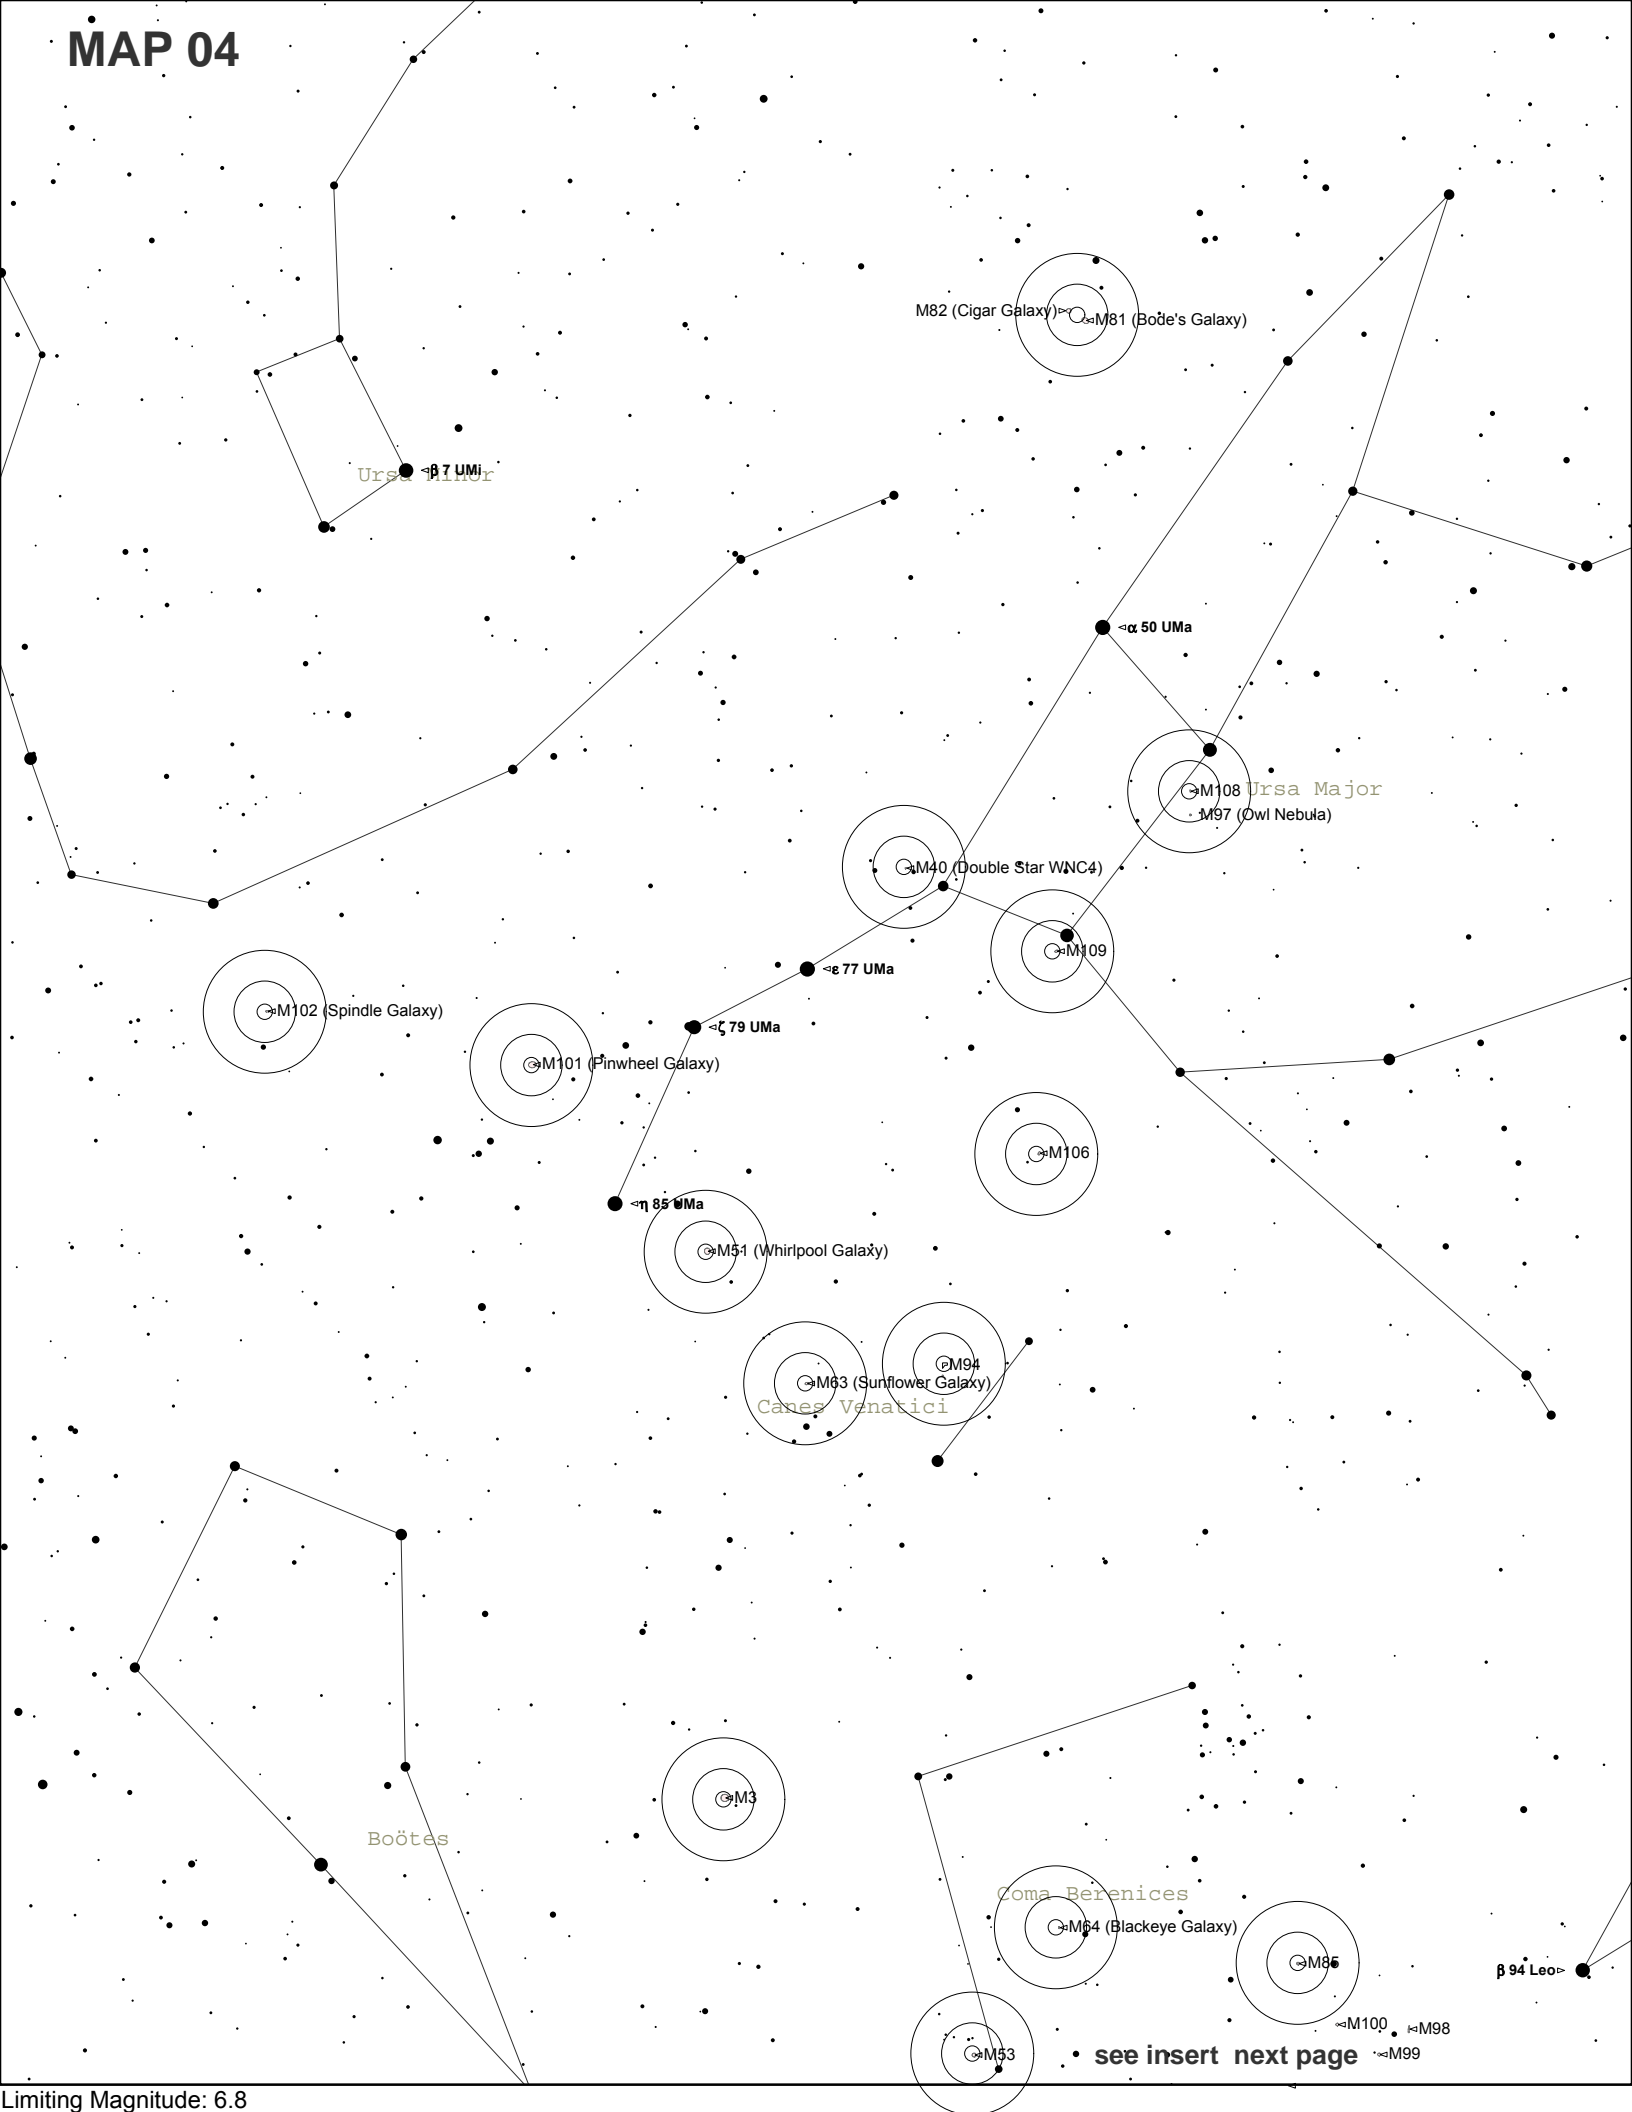 MAP 04
M82 (Cigar Galaxy)
M81 (Bode's Galaxy)
β 7 UMi
Ursa Minor
α 50 UMa
M108
Ursa Major
M97 (Owl Nebula)
M40 (Double Star WNC4)
M109
ε 77 UMa
M102 (Spindle Galaxy)
ζ 79 UMa
M101 (Pinwheel Galaxy)
M106
η 85 UMa
M51 (Whirlpool Galaxy)
M94
M63 (Sunflower Galaxy)
Canes Venatici
M3
Boötes
Coma Berenices
M64 (Blackeye Galaxy)
M85
β 94 Leo
M100
M98
M53
see insert next page
M99
Limiting Magnitude: 6.8